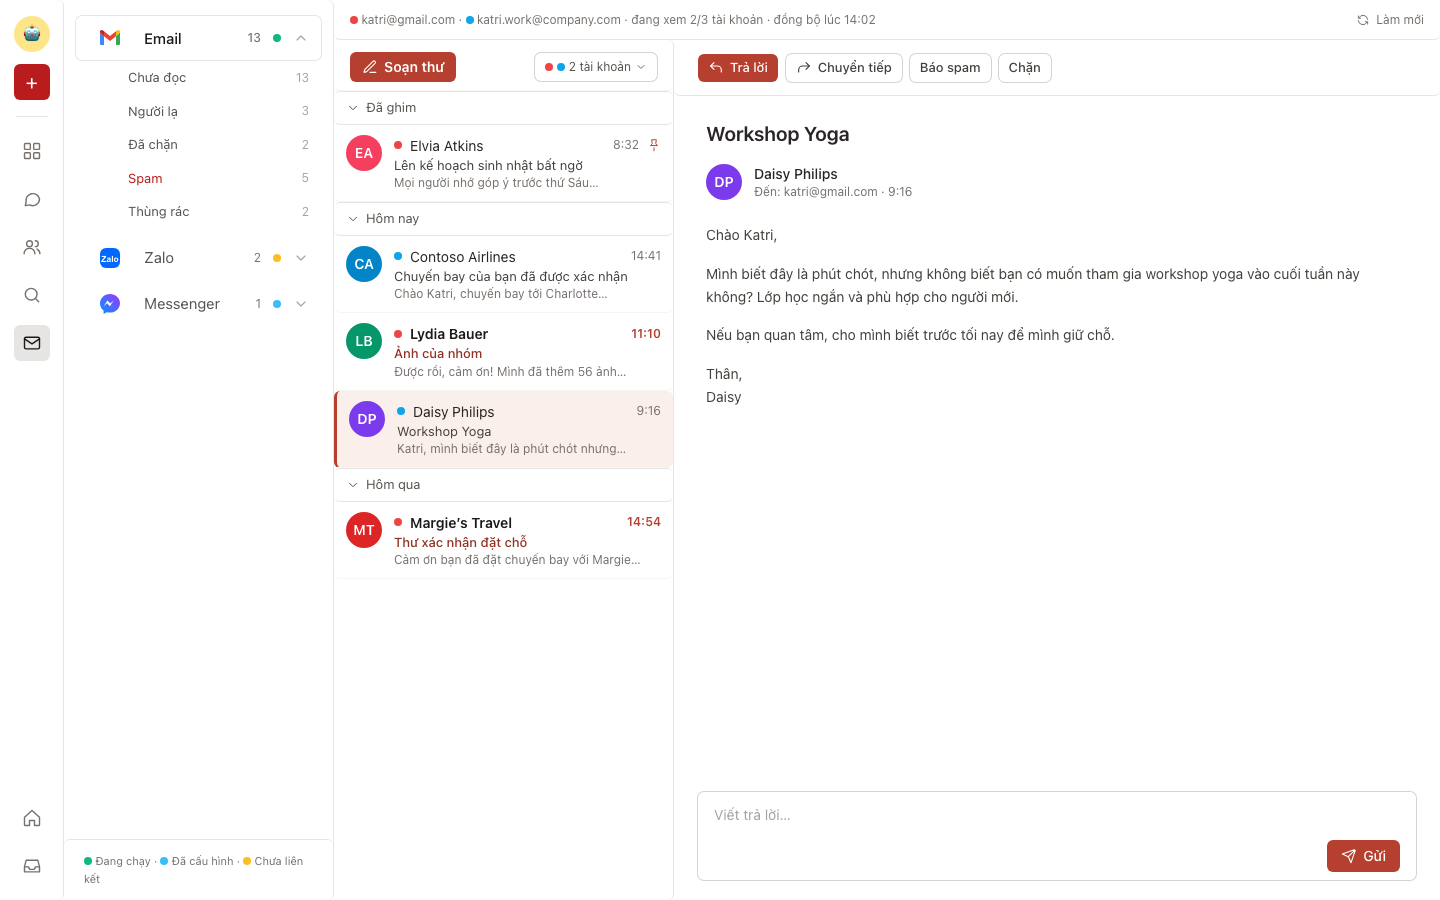 Email 13
Chưa đọc 13
Người lạ 3
Đã chặn 2
Spam 5
Thùng rác 2
Zalo Zalo 2
Messenger 1
Đang chạy · Đã cấu hình · Chưa liên
kết
katri@gmail.com · katri.work@company.com · đang xem 2/3 tài khoản · đồng bộ lúc 14:02
Làm mới
Soạn thư
2 tài khoản
Đã ghim
EA Elvia Atkins 8:32
Lên kế hoạch sinh nhật bất ngờ
Mọi người nhớ góp ý trước thứ Sáu...
Hôm nay
CA Contoso Airlines 14:41
Chuyến bay của bạn đã được xác nhận
Chào Katri, chuyến bay tới Charlotte...
LB Lydia Bauer 11:10
Ảnh của nhóm
Được rồi, cảm ơn! Mình đã thêm 56 ảnh...
DP Daisy Philips 9:16
Workshop Yoga
Katri, mình biết đây là phút chót nhưng...
Hôm qua
MT Margie’s Travel 14:54
Thư xác nhận đặt chỗ
Cảm ơn bạn đã đặt chuyến bay với Margie...
Trả lời
Chuyển tiếp
Báo spam
Chặn
Workshop Yoga
DP Daisy Philips
Đến: katri@gmail.com · 9:16
Chào Katri,
Mình biết đây là phút chót, nhưng không biết bạn có muốn tham gia workshop yoga vào cuối tuần này
không? Lớp học ngắn và phù hợp cho người mới.
Nếu bạn quan tâm, cho mình biết trước tối nay để mình giữ chỗ.
Thân,
Daisy
Viết trả lời...
Gửi